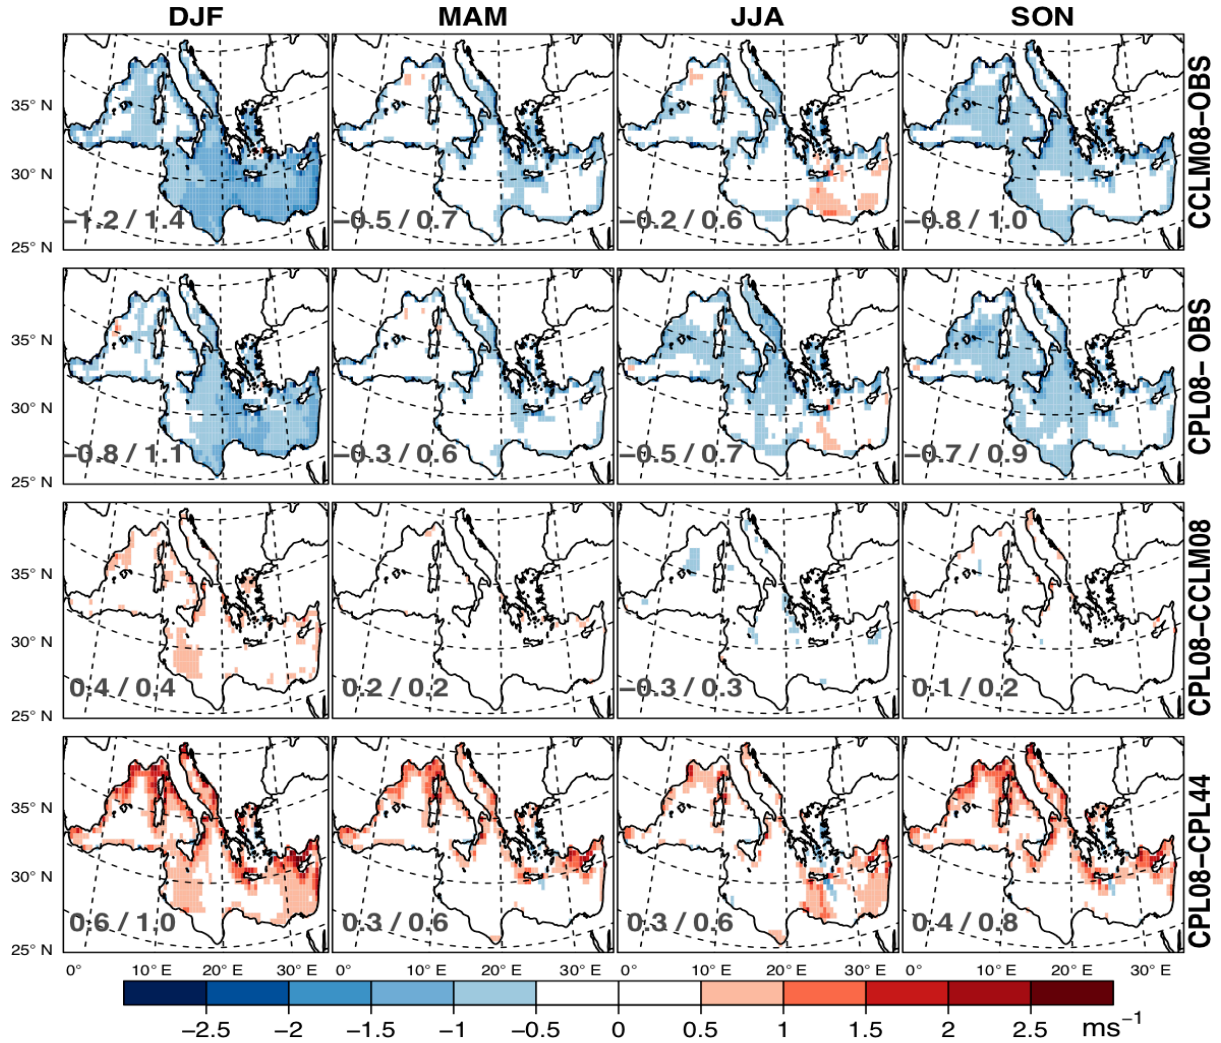 DJF MAM JJA SON
35° N
30° N
25° N
−1.2 / 1.4 −0.5 / 0.7 −0.2 / 0.6 −0.8 / 1.0
CCLM08−OBS
35° N
30° N
25° N
−0.8 / 1.1 −0.3 / 0.6 −0.5 / 0.7 −0.7 / 0.9
CPL08− OBS
35° N
30° N
25° N
0.4 / 0.4 0.2 / 0.2 −0.3 / 0.3 0.1 / 0.2
CPL08−CCLM08
35° N
30° N
25° N
0.6 / 1.0 0.3 / 0.6 0.3 / 0.6 0.4 / 0.8
CPL08−CPL44
0° 10° E 20° E 30° E 0° 10° E 20° E 30° E 0° 10° E 20° E 30° E 0° 10° E 20° E 30° E
−2.5 −2 −1.5 −1 −0.5 0 0.5 1 1.5 2 2.5 ms⁻¹